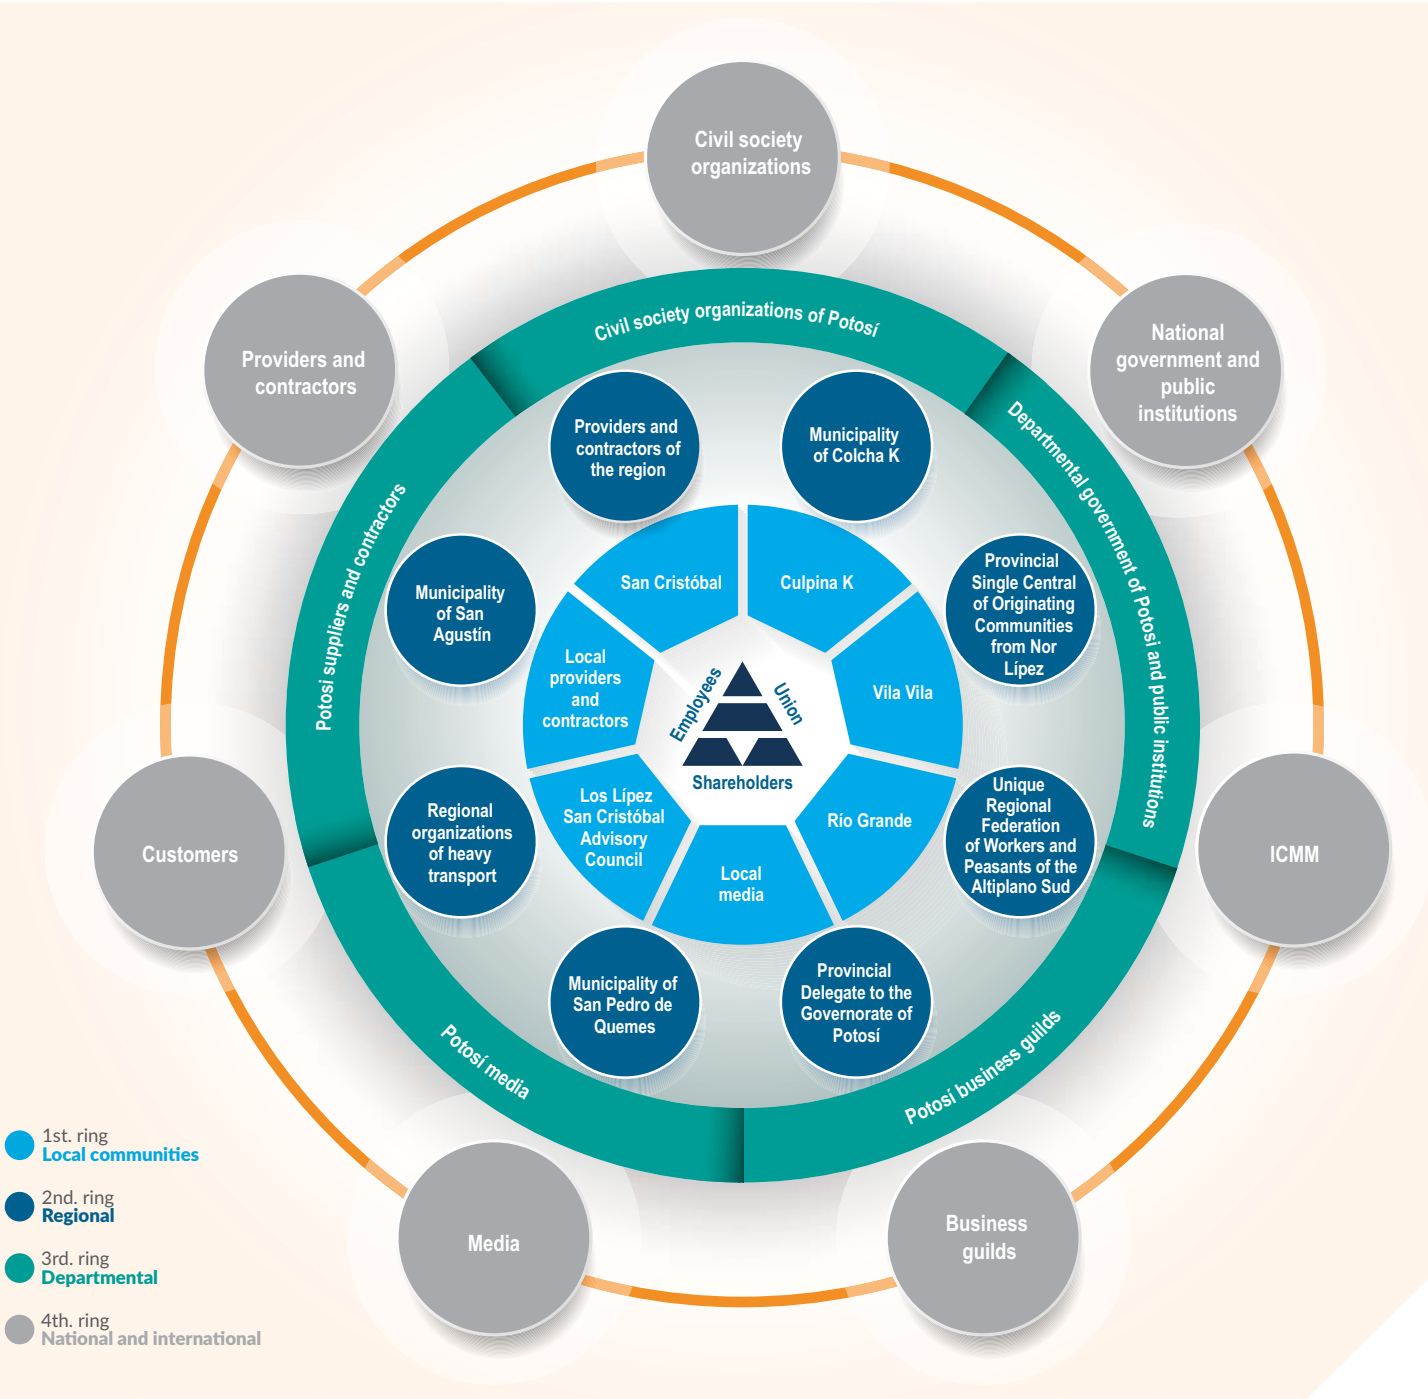 Civil society
organizations
National
government and
public
institutions
ICMM
Business
guilds
Media
Customers
Providers and
contractors
Civil society organizations of Potosí
Departmental government of Potosi and public institutions
Potosí business guilds
Potosí media
Potosí suppliers and contractors
Providers and
contractors of
the region
Municipality
of Colcha K
Provincial
Single Central
of Originating
Communities
from Nor
Lípez
Unique
Regional
Federation
of Workers and
Peasants of the
Altiplano Sud
Provincial
Delegate to the
Governorate of
Potosí
Municipality of
San Pedro de
Quemes
Regional
organizations
of heavy
transport
Municipality
of San
Agustín
San Cristóbal
Culpina K
Vila Vila
Río Grande
Local
media
Los Lípez
San Cristóbal
Advisory
Council
Local
providers
and
contractors
Employees
Union
Shareholders
1st. ring
Local communities
2nd. ring
Regional
3rd. ring
Departmental
4th. ring
National and international